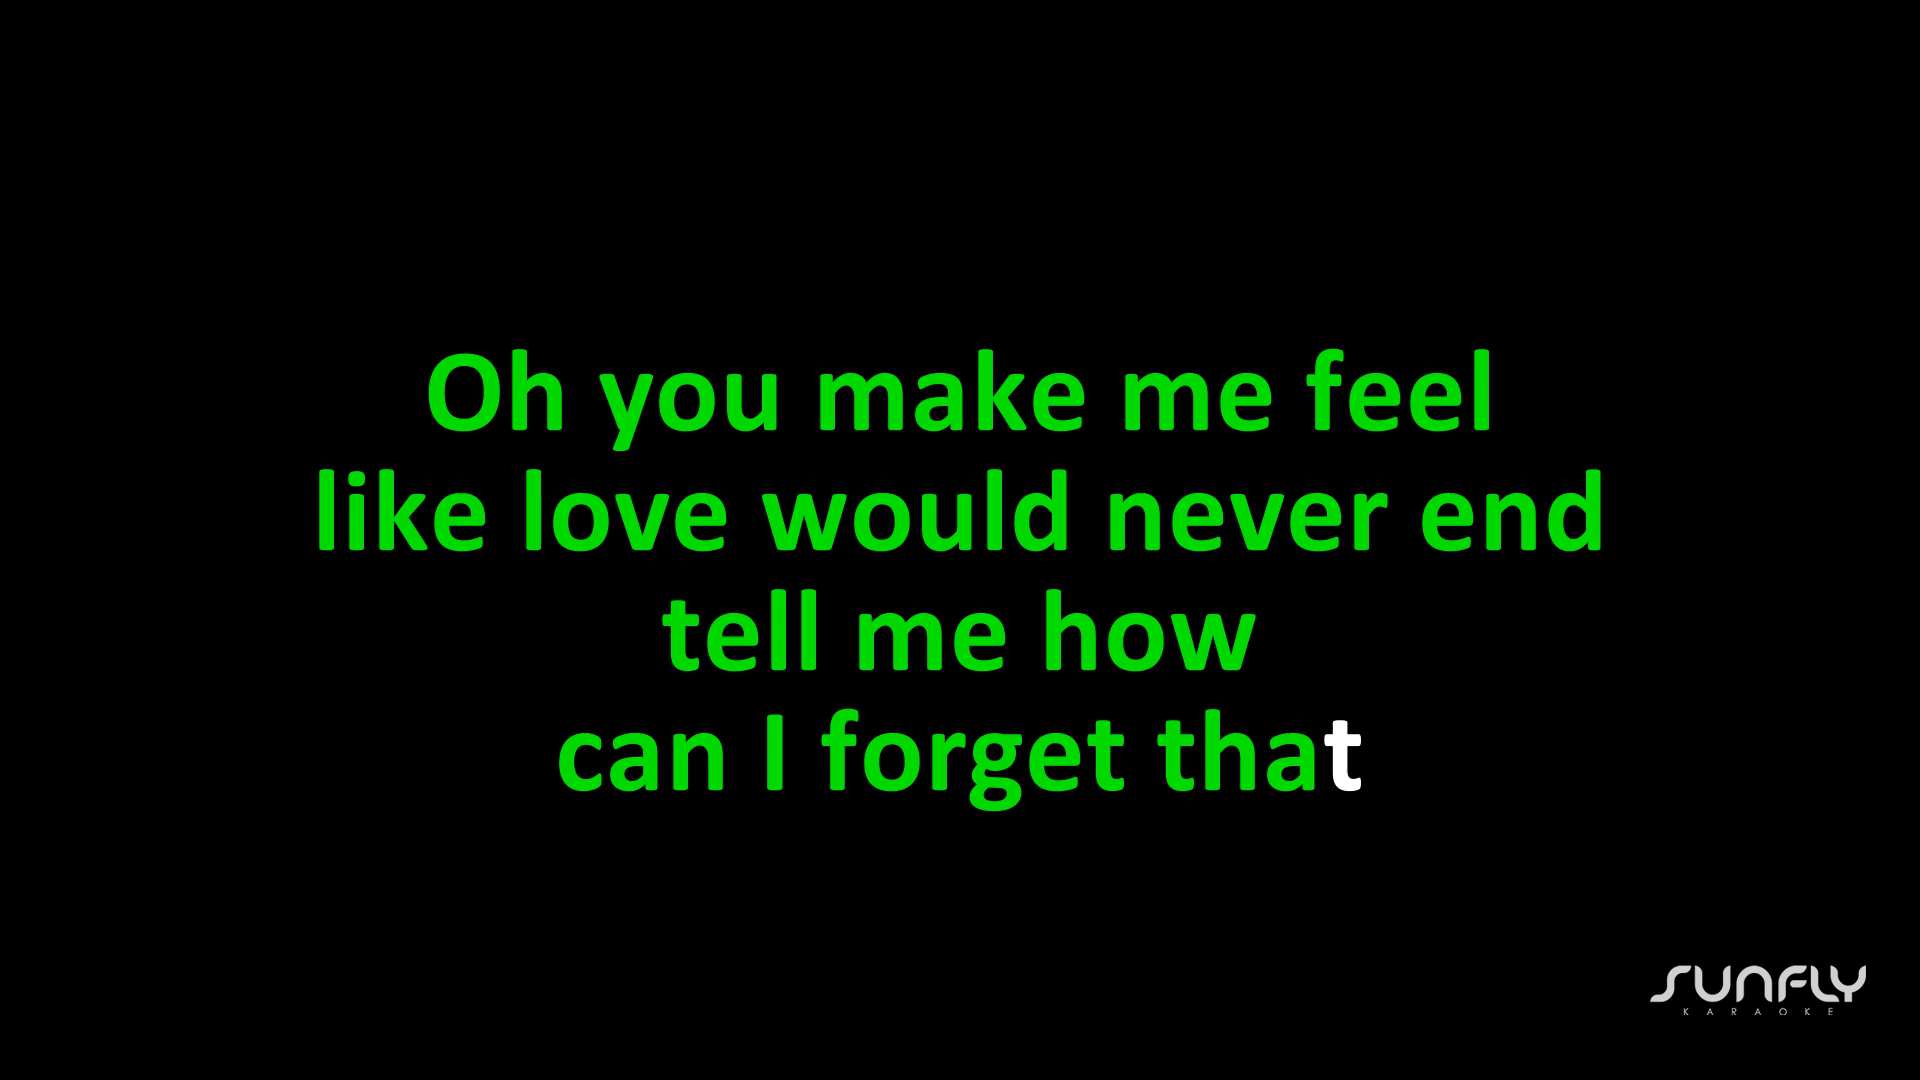 Oh you make me feel
like love would never end
tell me how
can I forget that
SUNFLY
KARAOKE